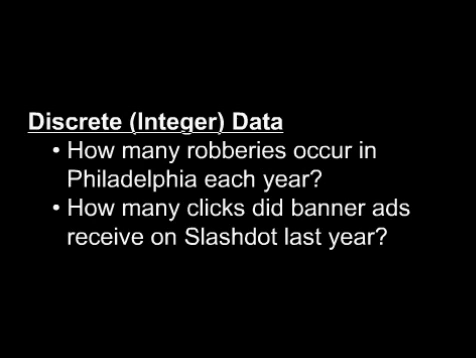 Discrete (Integer) Data
• How many robberies occur in
Philadelphia each year?
• How many clicks did banner ads
receive on Slashdot last year?